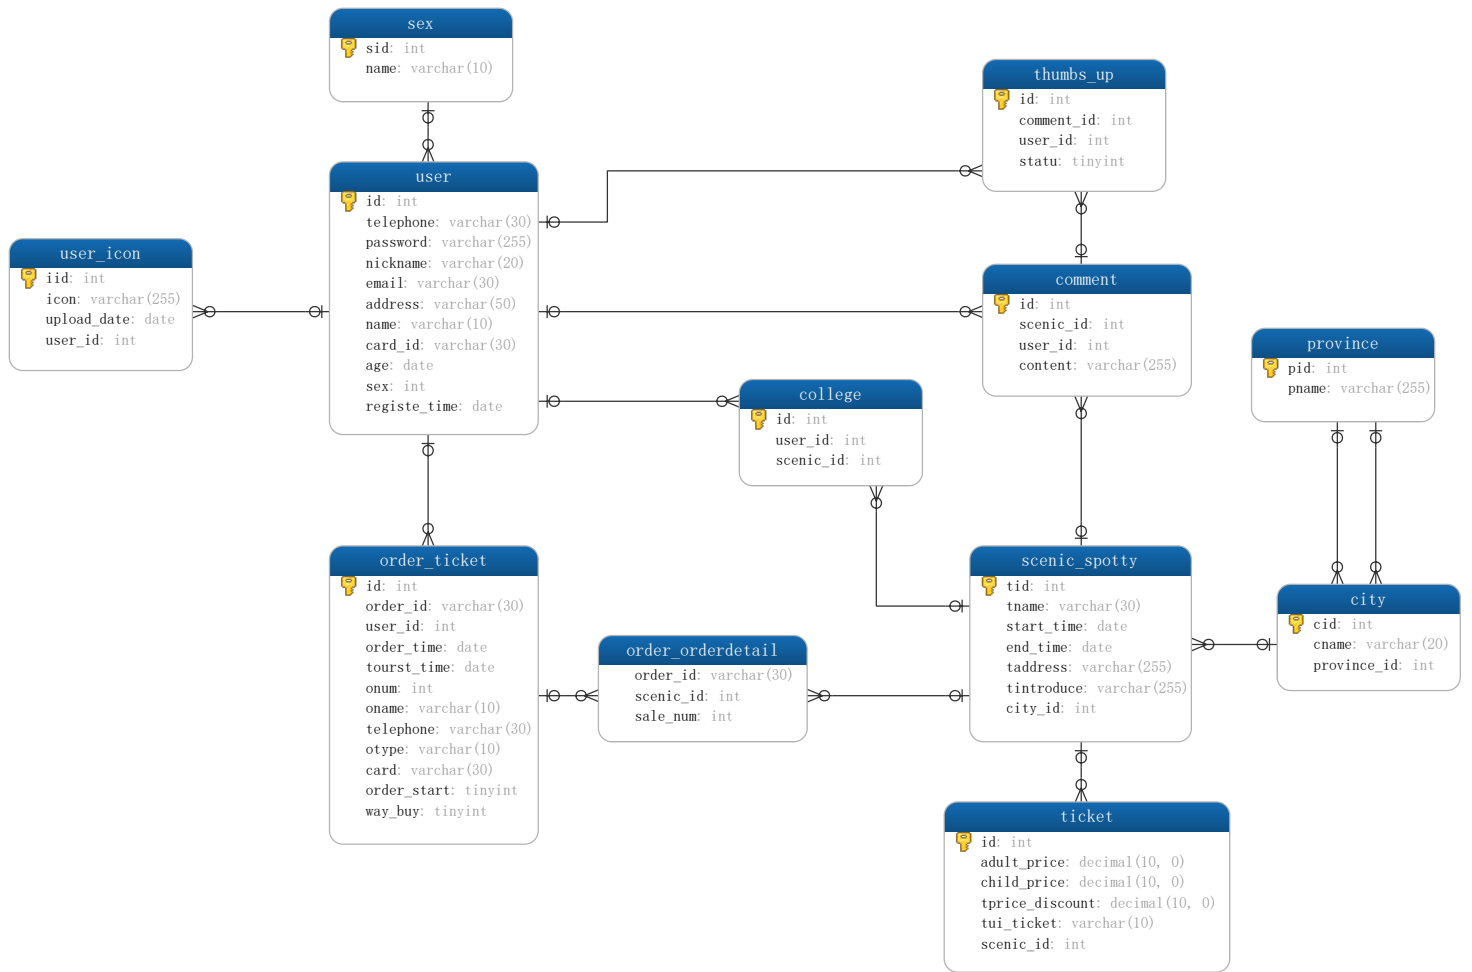 sex
sid: int
name: varchar(10)
user
id: int
telephone: varchar(30)
password: varchar(255)
nickname: varchar(20)
email: varchar(30)
address: varchar(50)
name: varchar(10)
card_id: varchar(30)
age: date
sex: int
registe_time: date
user_icon
iid: int
icon: varchar(255)
upload_date: date
user_id: int
thumbs_up
id: int
comment_id: int
user_id: int
statu: tinyint
comment
id: int
scenic_id: int
user_id: int
content: varchar(255)
college
id: int
user_id: int
scenic_id: int
province
pid: int
pname: varchar(255)
order_ticket
id: int
order_id: varchar(30)
user_id: int
order_time: date
tourst_time: date
onum: int
oname: varchar(10)
telephone: varchar(30)
otype: varchar(10)
card: varchar(30)
order_start: tinyint
way_buy: tinyint
order_orderdetail
order_id: varchar(30)
scenic_id: int
sale_num: int
scenic_spotty
tid: int
tname: varchar(30)
start_time: date
end_time: date
taddress: varchar(255)
tintroduce: varchar(255)
city_id: int
city
cid: int
cname: varchar(20)
province_id: int
ticket
id: int
adult_price: decimal(10, 0)
child_price: decimal(10, 0)
tprice_discount: decimal(10, 0)
tui_ticket: varchar(10)
scenic_id: int